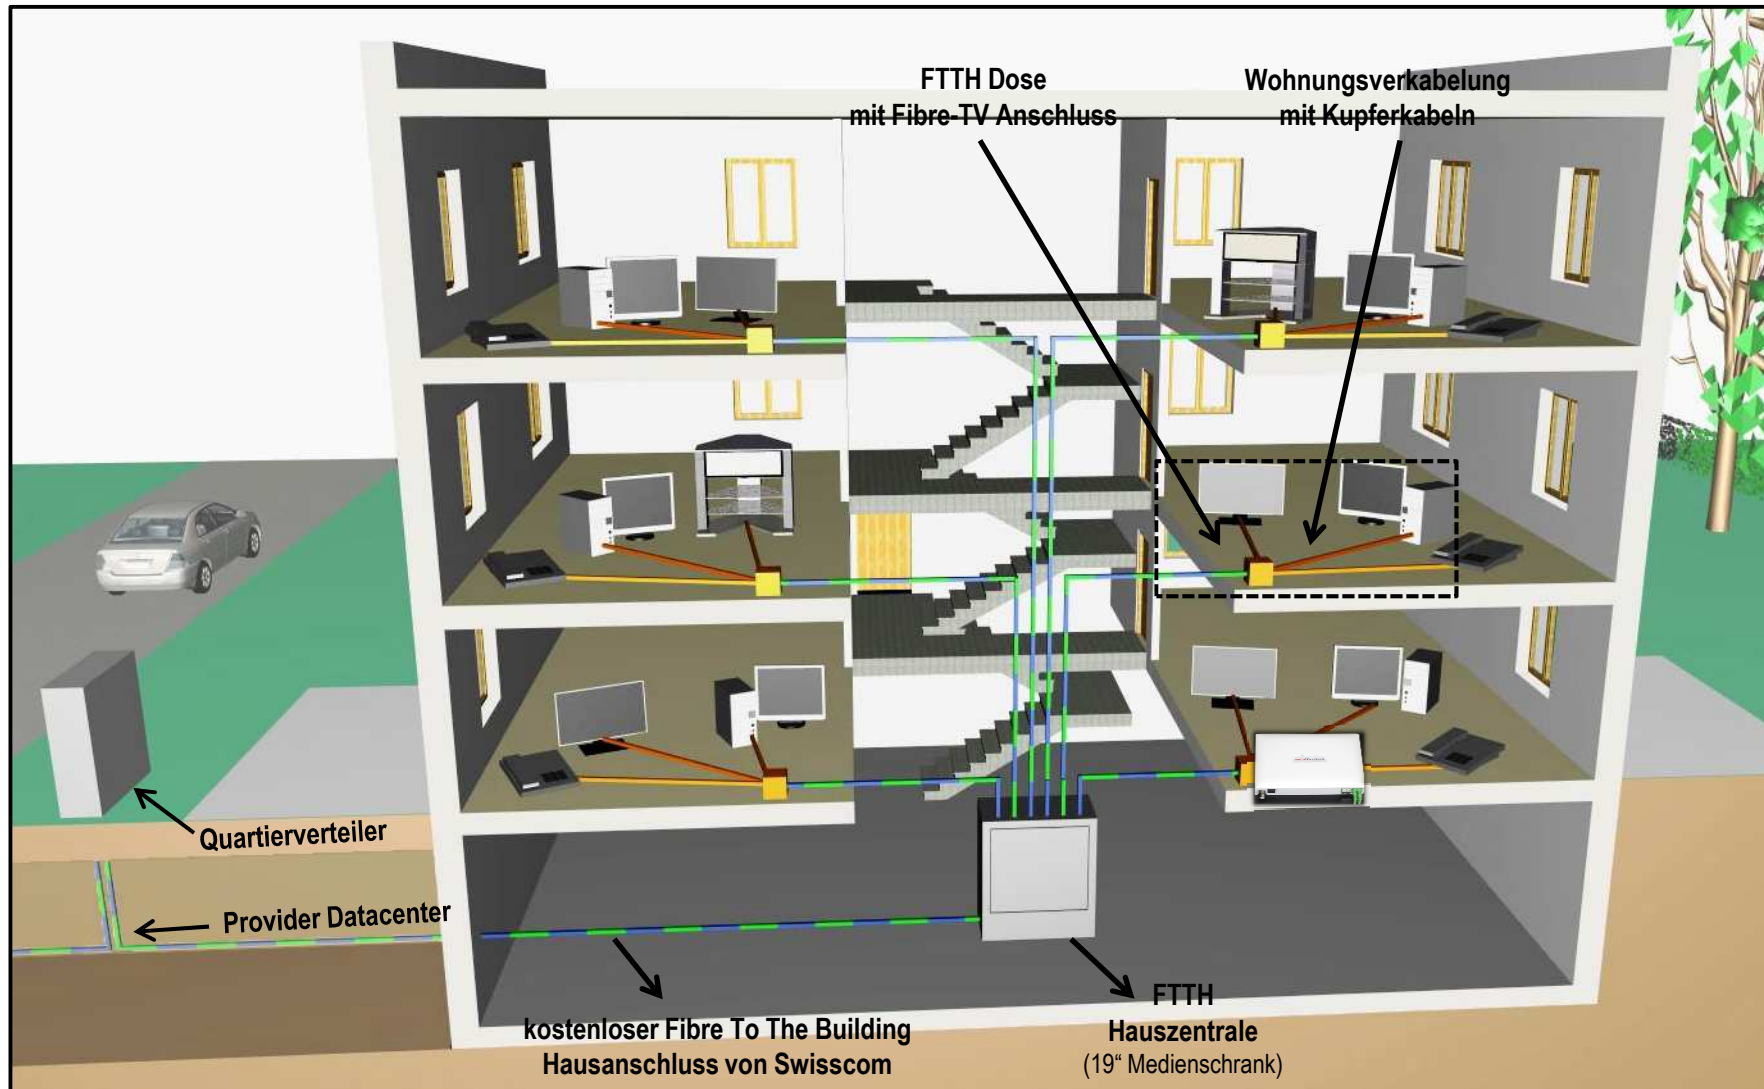 FTTH Dose
mit Fibre-TV Anschluss
Wohnungsverkabelung
mit Kupferkabeln
Quartierverteiler
Provider Datacenter
kostenloser Fibre To The Building
Hausanschluss von Swisscom
FTTH
Hauszentrale
(19“ Medienschrank)